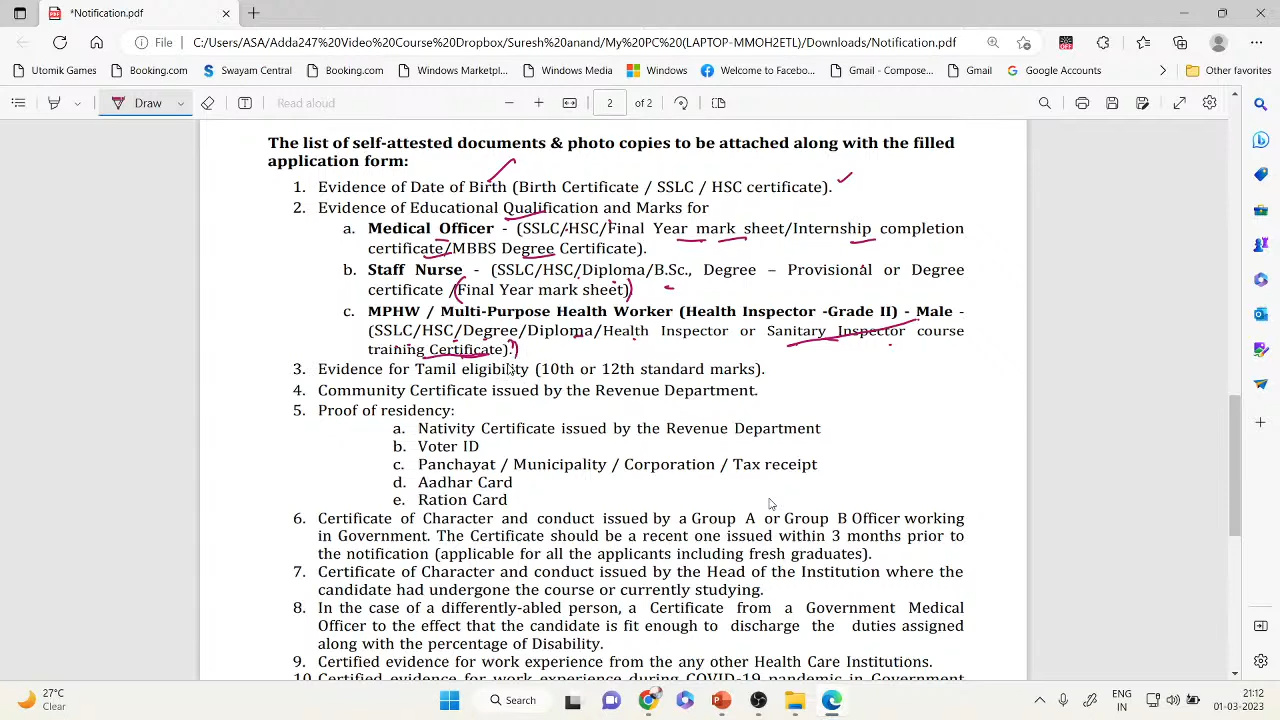 *Notification.pdf
File
C:/Users/ASA/Adda247%20Video%20Course%20Dropbox/Suresh%20anand/My%20PC%20(LAPTOP-MMOH2ETL)/Downloads/Notification.pdf
OFF
Utomik Games
Booking.com
Swayam Central
Booking.com
Windows Marketpl...
Windows Media
Windows
Welcome to Facebo...
Gmail - Compose...
Gmail
Google Accounts
Other favorites
Draw
Read aloud
2
of 2
The list of self-attested documents & photo copies to be attached along with the filled
application form:
1. Evidence of Date of Birth (Birth Certificate / SSLC / HSC certificate).
2. Evidence of Educational Qualification and Marks for
a. Medical Officer - (SSLC/HSC/Final Year mark sheet/Internship completion
certificate/MBBS Degree Certificate).
b. Staff Nurse - (SSLC/HSC/Diploma/B.Sc., Degree – Provisional or Degree
certificate /(Final Year mark sheet)
c. MPHW / Multi-Purpose Health Worker (Health Inspector -Grade II) - Male -
(SSLC/HSC/Degree/Diploma/Health Inspector or Sanitary Inspector course
training Certificate).
3. Evidence for Tamil eligibility (10th or 12th standard marks).
4. Community Certificate issued by the Revenue Department.
5. Proof of residency:
a. Nativity Certificate issued by the Revenue Department
b. Voter ID
c. Panchayat / Municipality / Corporation / Tax receipt
d. Aadhar Card
e. Ration Card
6. Certificate of Character and conduct issued by a Group A or Group B Officer working
in Government. The Certificate should be a recent one issued within 3 months prior to
the notification (applicable for all the applicants including fresh graduates).
7. Certificate of Character and conduct issued by the Head of the Institution where the
candidate had undergone the course or currently studying.
8. In the case of a differently-abled person, a Certificate from a Government Medical
Officer to the effect that the candidate is fit enough to discharge the duties assigned
along with the percentage of Disability.
9. Certified evidence for work experience from the any other Health Care Institutions.
10. Certified evidence for work experience during COVID-19 pandemic in Government
27°C
Clear
Search
ENG
IN
21:12
01-03-2023